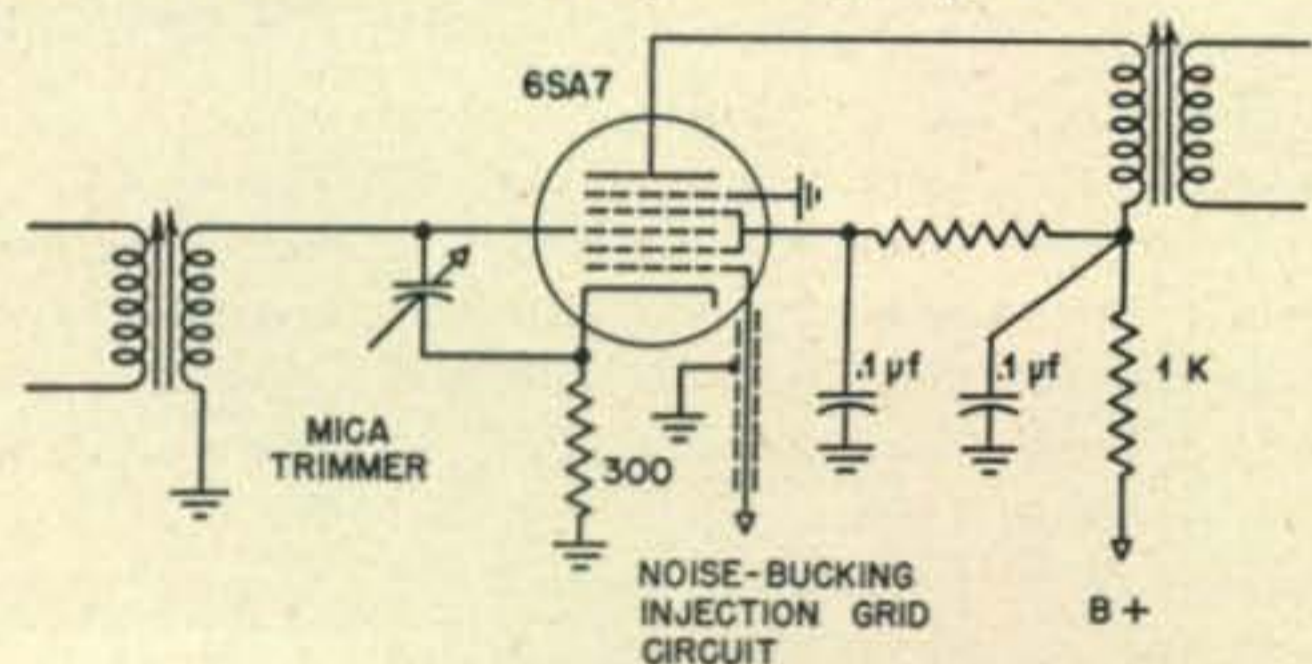 6SA7
MICA
TRIMMER
300
.1 µf
.1 µf
1 K
NOISE-BUCKING
INJECTION GRID
CIRCUIT
B +